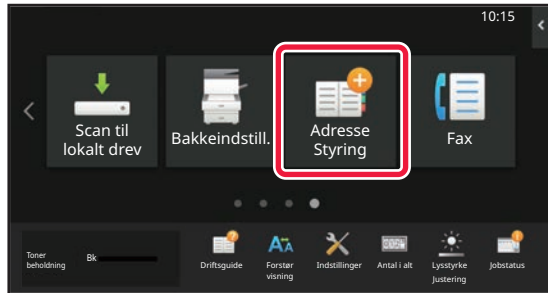 10:15
Scan til
lokalt drev
Bakkeindstill.
Adresse
Styring
Fax
Toner
beholdning
Bk
Driftsguide
Forstør
visning
Indstillinger
Antal i alt
Lysstyrke
Justering
Jobstatus